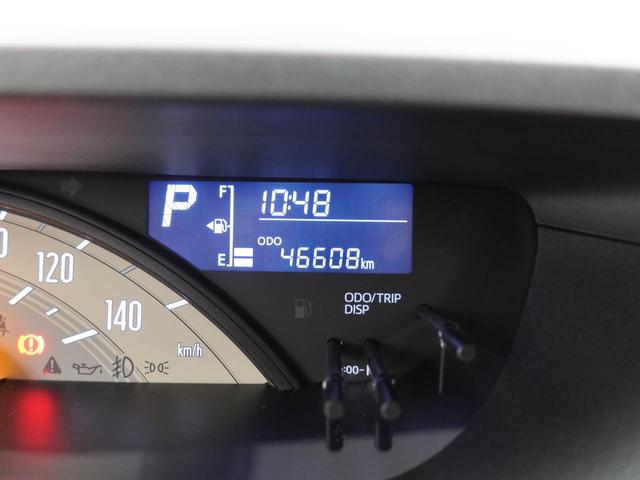 P
F
10:48
ODO
E
46608km
120
140
km/h
ODO/TRIP
DISP